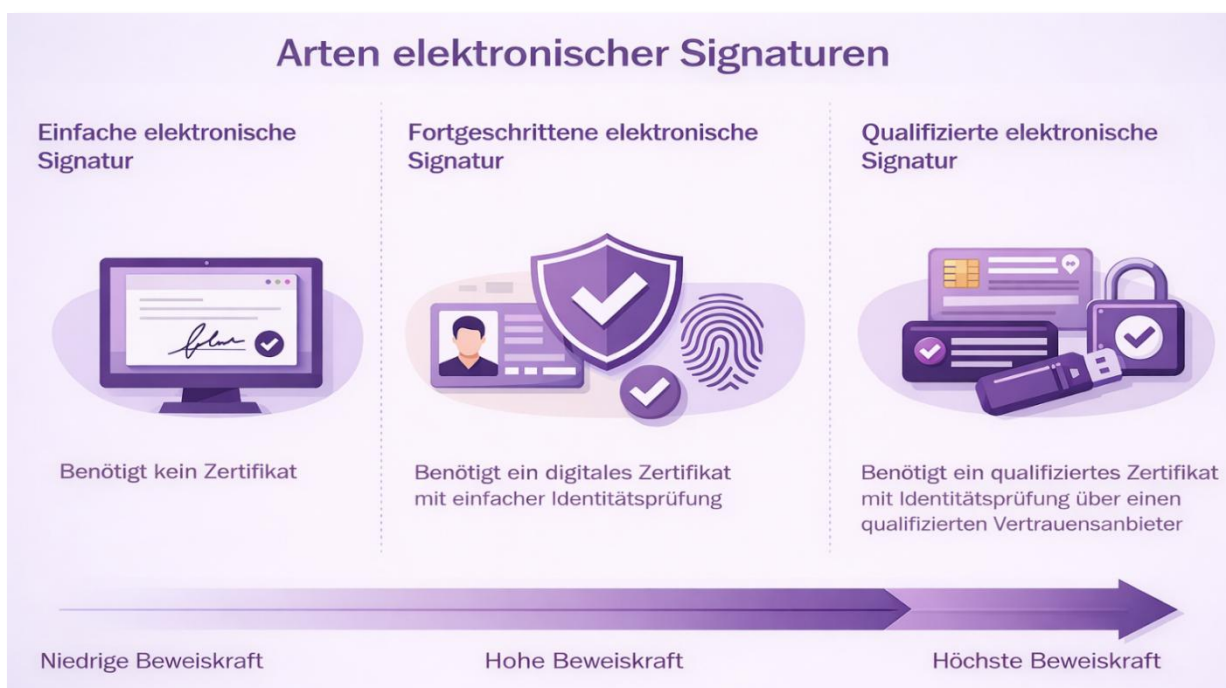 Arten elektronischer Signaturen
Einfache elektronische
Signatur
Benötigt kein Zertifikat
Fortgeschrittene elektronische
Signatur
Benötigt ein digitales Zertifikat
mit einfacher Identitätsprüfung
Qualifizierte elektronische
Signatur
Benötigt ein qualifiziertes Zertifikat
mit Identitätsprüfung über einen
qualifizierten Vertrauensanbieter
Niedrige Beweiskraft
Hohe Beweiskraft
Höchste Beweiskraft